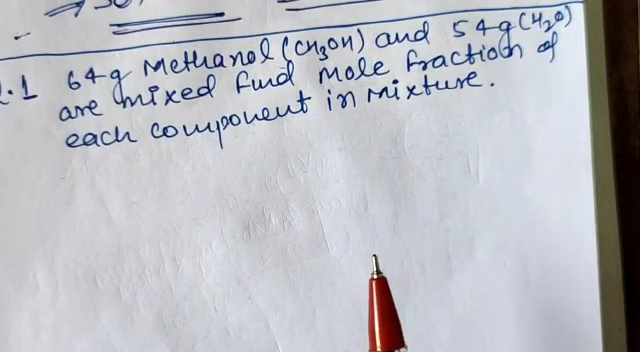 Q.1 64g Methanol (CH3OH) and 54g (H2O)
are mixed find Mole fraction of
each component in Mixture.